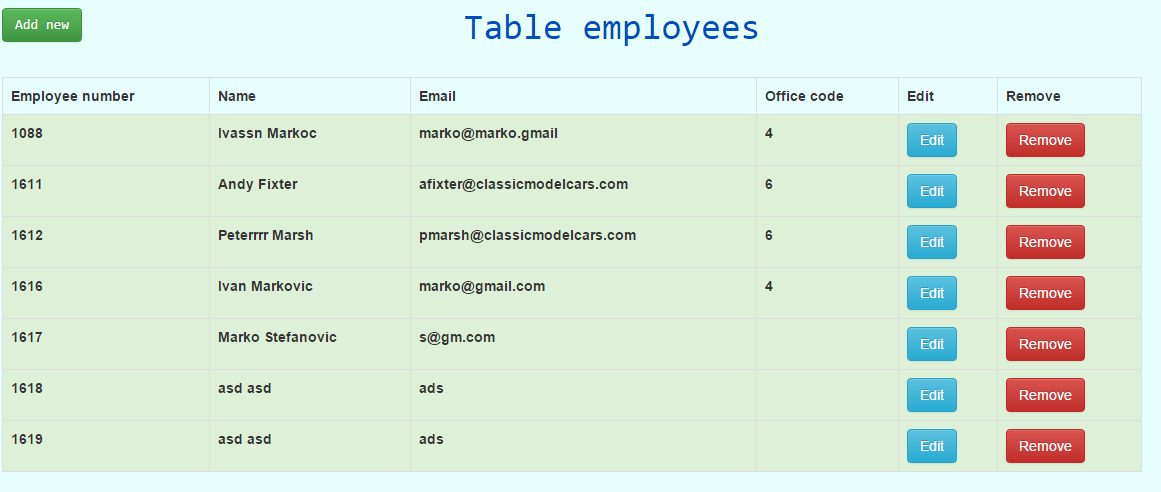 Add new
Table employees
Employee number Name Email Office code Edit Remove
1088 Ivassn Markoc marko@marko.gmail 4 Edit Remove
1611 Andy Fixter afixter@classicmodelcars.com 6 Edit Remove
1612 Peterrrr Marsh pmarsh@classicmodelcars.com 6 Edit Remove
1616 Ivan Markovic marko@gmail.com 4 Edit Remove
1617 Marko Stefanovic s@gm.com Edit Remove
1618 asd asd ads Edit Remove
1619 asd asd ads Edit Remove